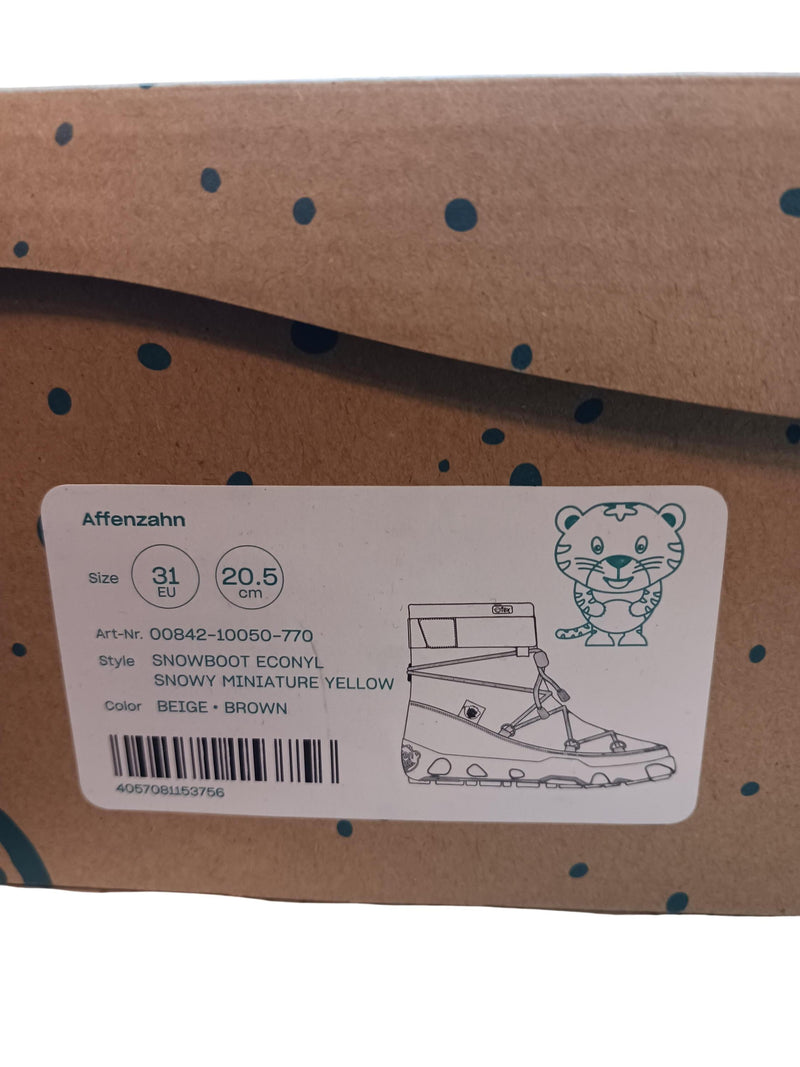 Affenzahn
Size 31 EU 20.5 cm
Art-Nr. 00842-10050-770
Style SNOWBOOT ECONYL
SNOWY MINIATURE YELLOW
Color BEIGE • BROWN
4057081153756